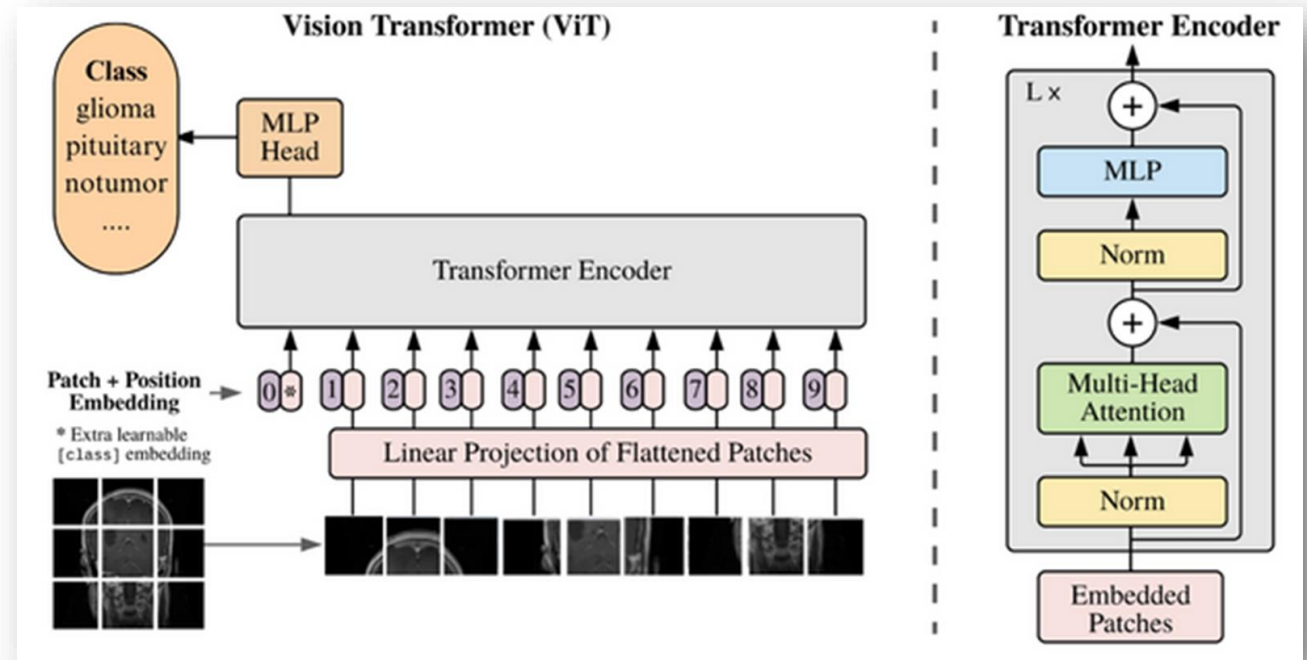 Vision Transformer (ViT)
Class
glioma
pituitary
notumor
....
MLP
Head
Transformer Encoder
Patch + Position
Embedding
* Extra learnable
[class] embedding
0 * 1 2 3 4 5 6 7 8 9
Linear Projection of Flattened Patches
Transformer Encoder
L ×
+
MLP
Norm
+
Multi-Head
Attention
Norm
Embedded
Patches